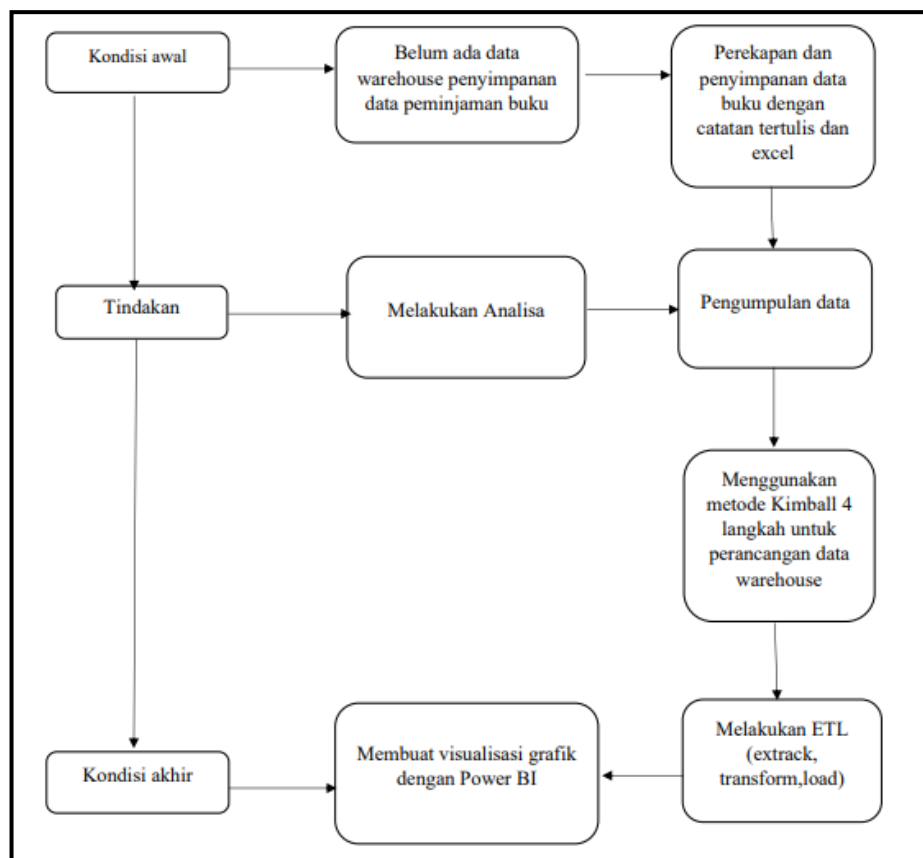 Kondisi awal
Belum ada data
warehouse penyimpanan
data peminjaman buku
Perekapan dan
penyimpanan data
buku dengan
catatan tertulis dan
excel
Tindakan
Melakukan Analisa
Pengumpulan data
Menggunakan
metode Kimball 4
langkah untuk
perancangan data
warehouse
Kondisi akhir
Membuat visualisasi grafik
dengan Power BI
Melakukan ETL
(extrack,
transform,load)